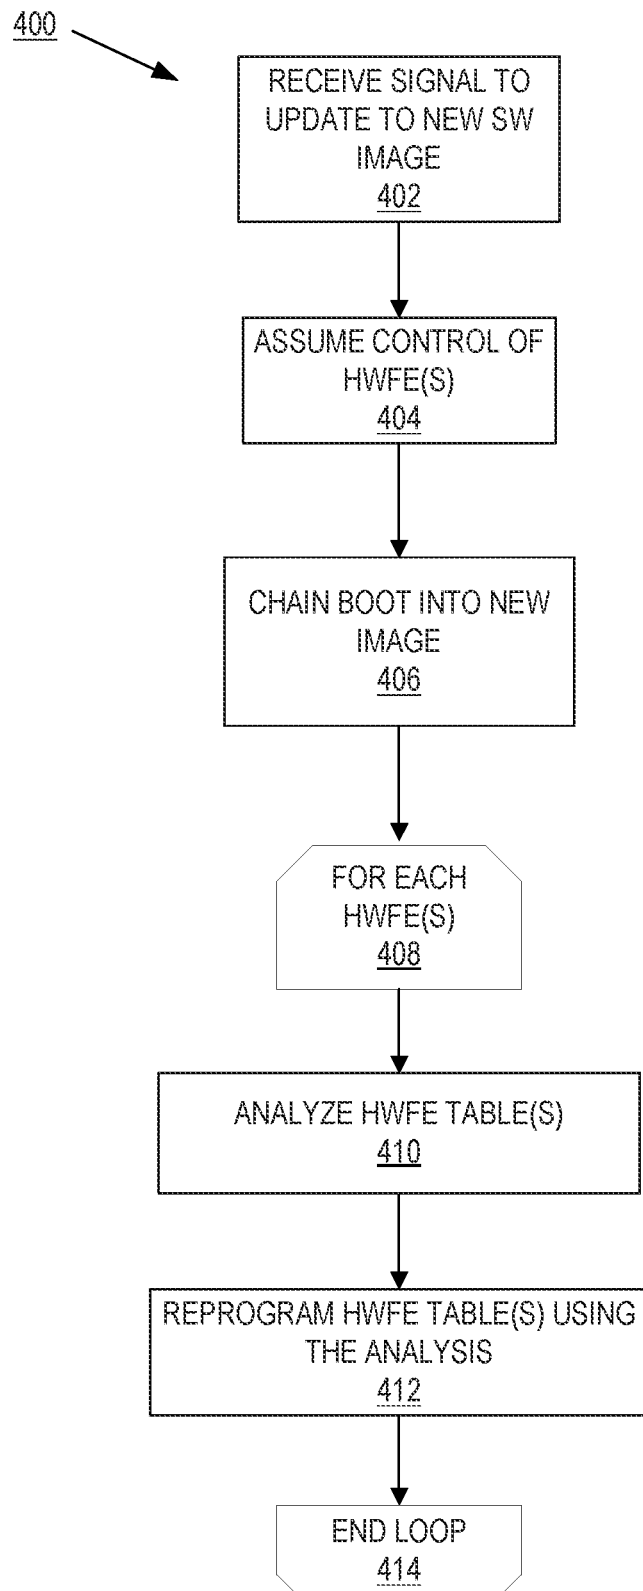 400
RECEIVE SIGNAL TO
UPDATE TO NEW SW
IMAGE
402
ASSUME CONTROL OF
HWFE(S)
404
CHAIN BOOT INTO NEW
IMAGE
406
FOR EACH
HWFE(S)
408
ANALYZE HWFE TABLE(S)
410
REPROGRAM HWFE TABLE(S) USING
THE ANALYSIS
412
END LOOP
414